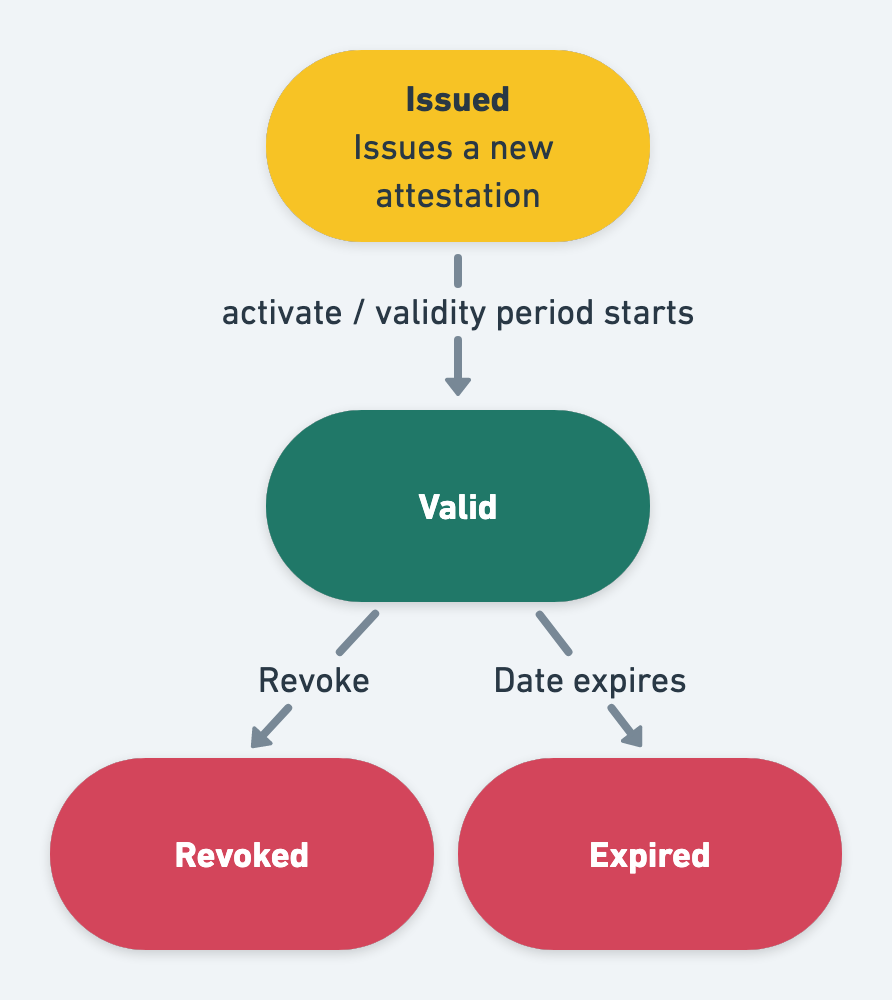 Issued
Issues a new
attestation
activate / validity period starts
Valid
Revoke
Date expires
Revoked
Expired